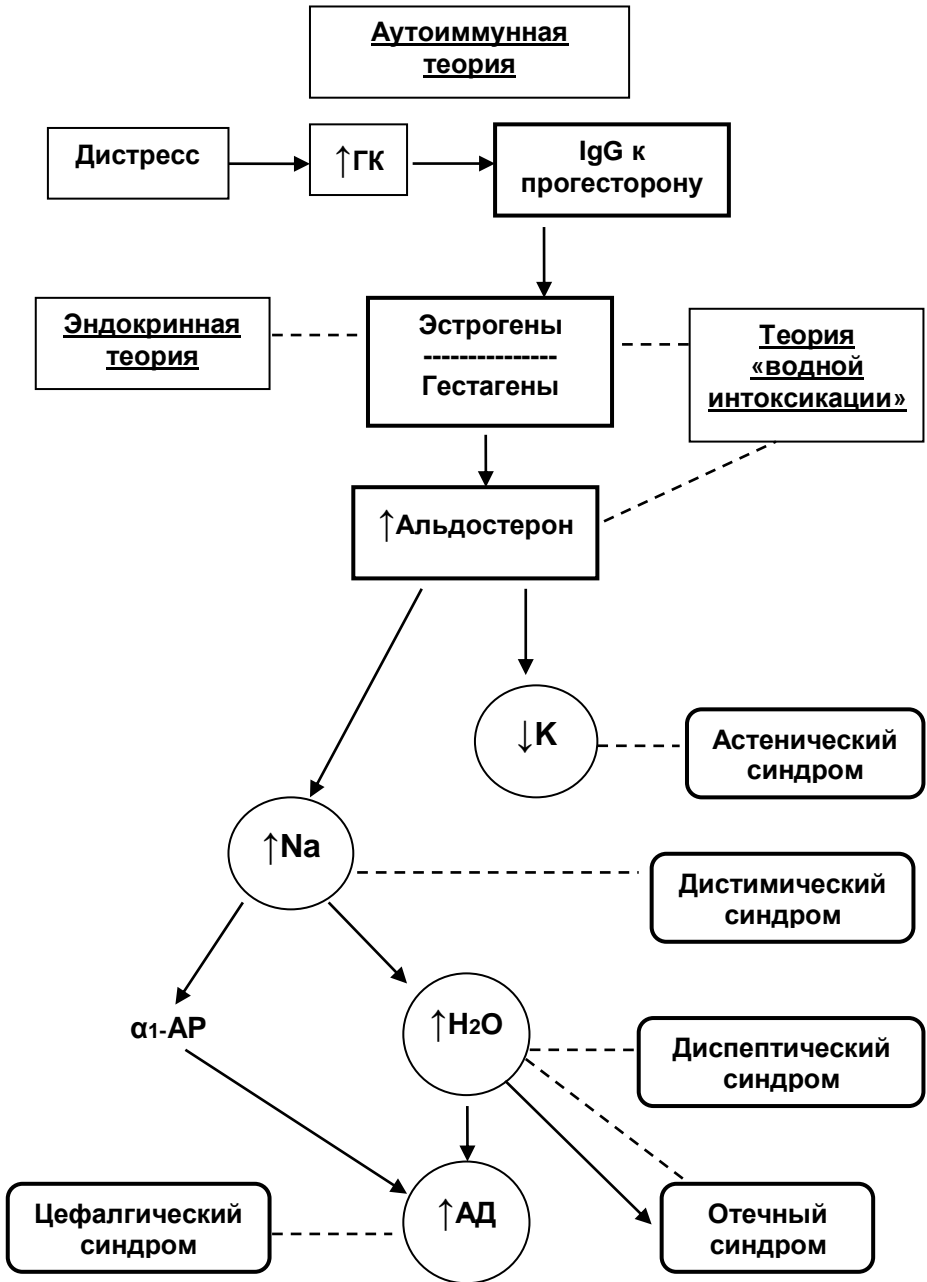 Аутоиммунная
теория
Дистресс
↑ГК
IgG к
прогесторону
Эндокринная
теория
Эстрогены
---------------
Гестагены
Теория
«водной
интоксикации»
↑Альдостерон
↓К
Астенический
синдром
↑Na
Дистимический
синдром
α1-АР
↑H2O
Диспептический
синдром
Цефалгический
синдром
↑АД
Отечный
синдром